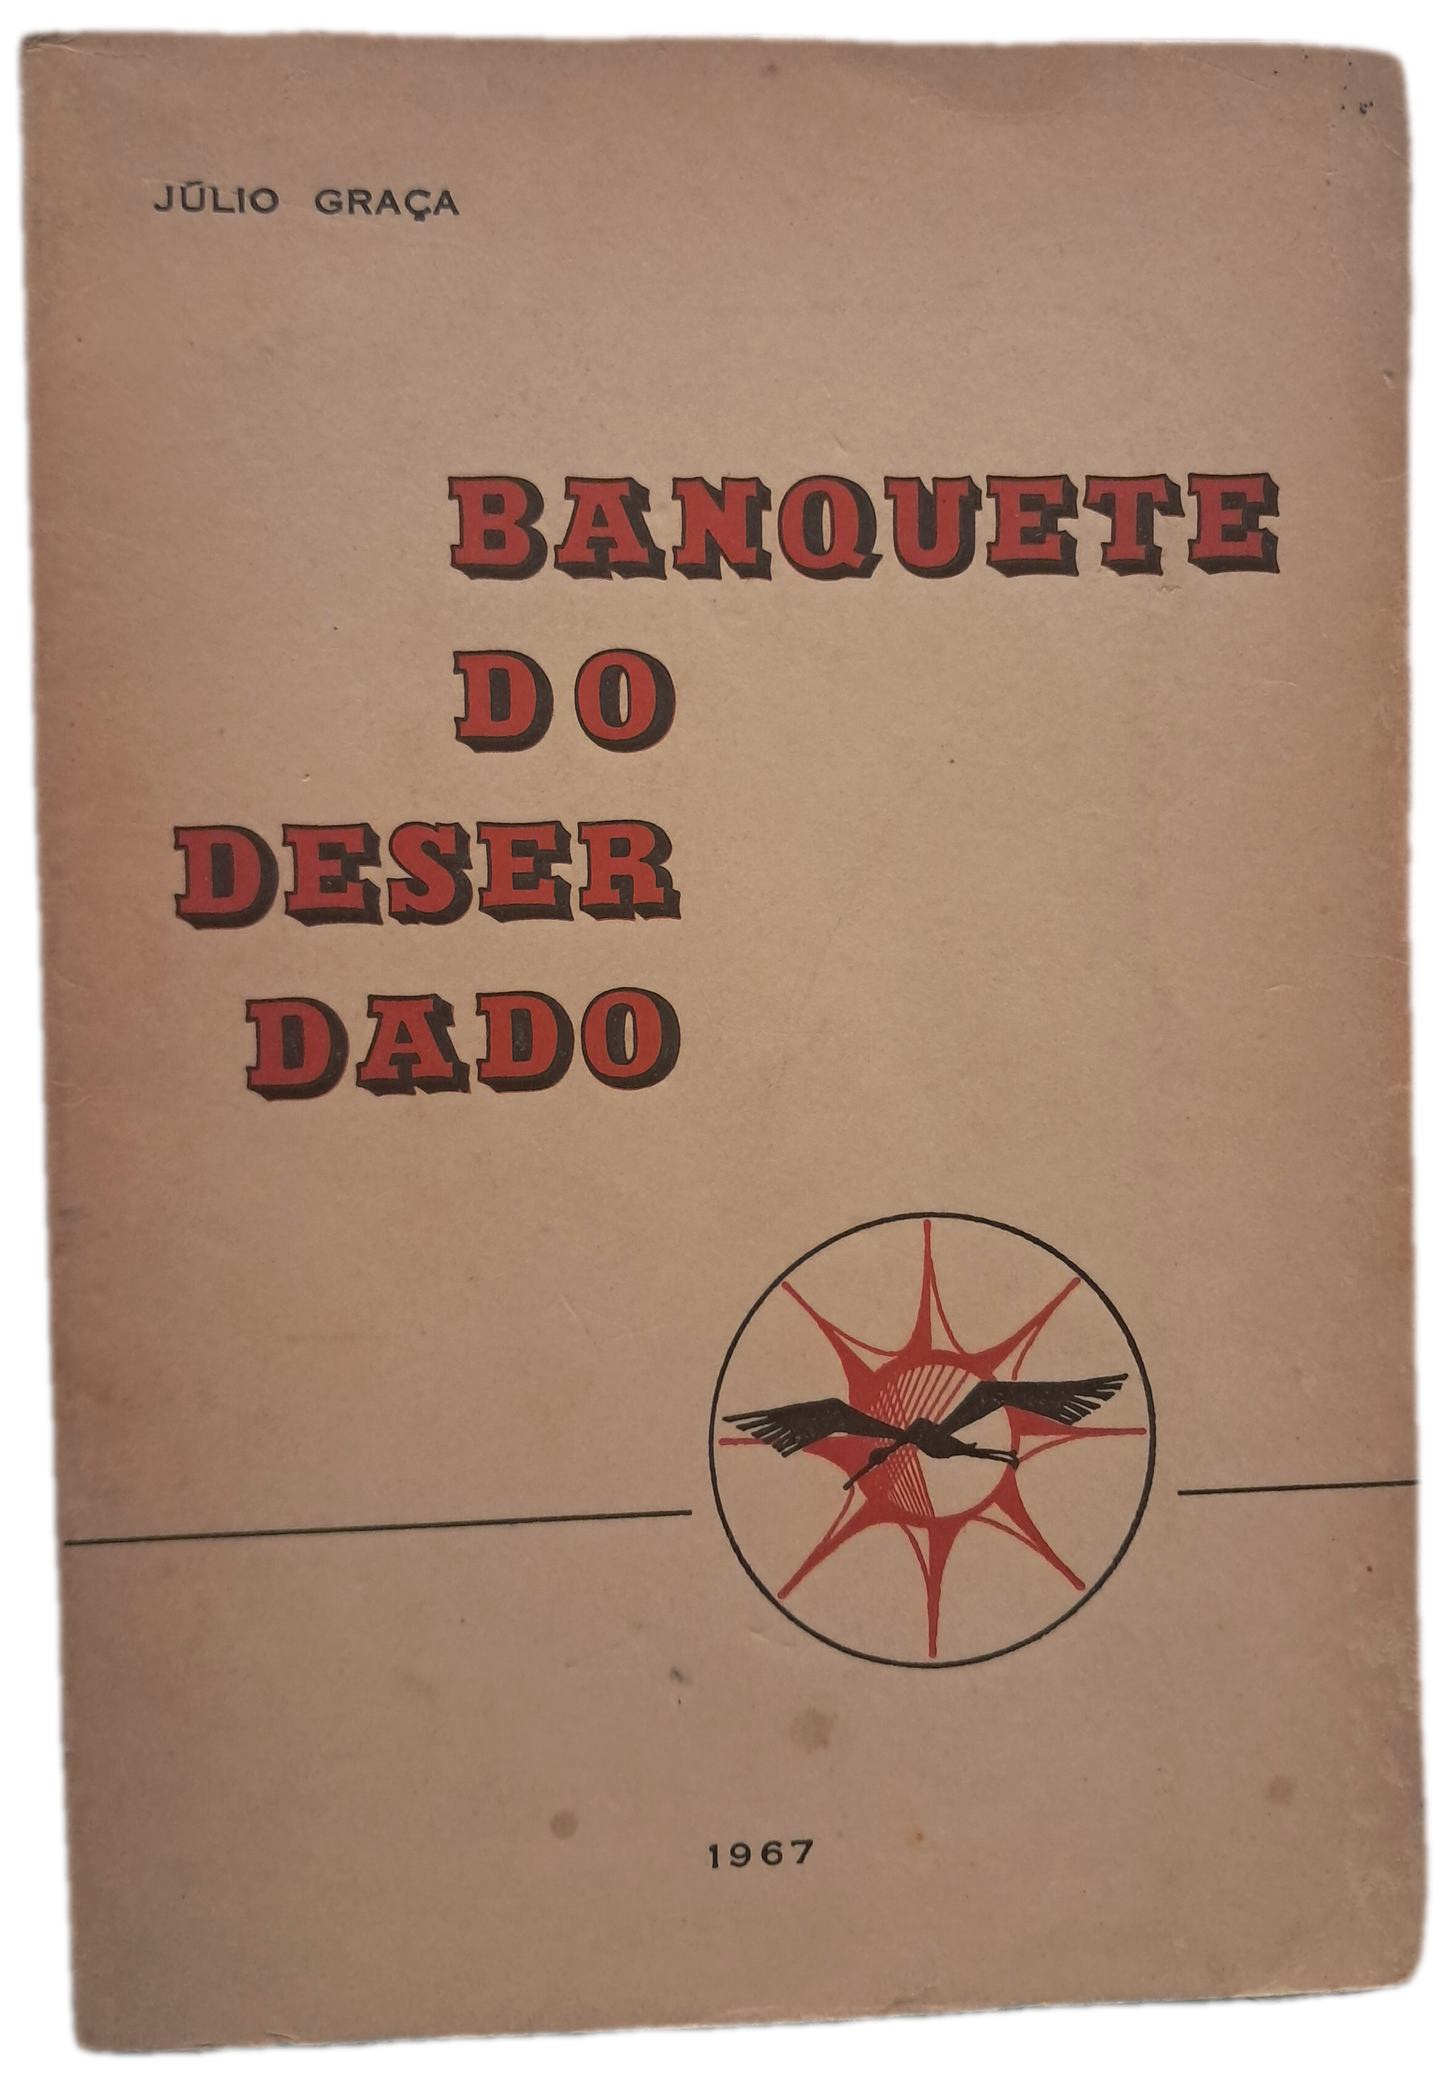 JÚLIO GRAÇA
BANQUETE
DO
DESER
DADO
1967